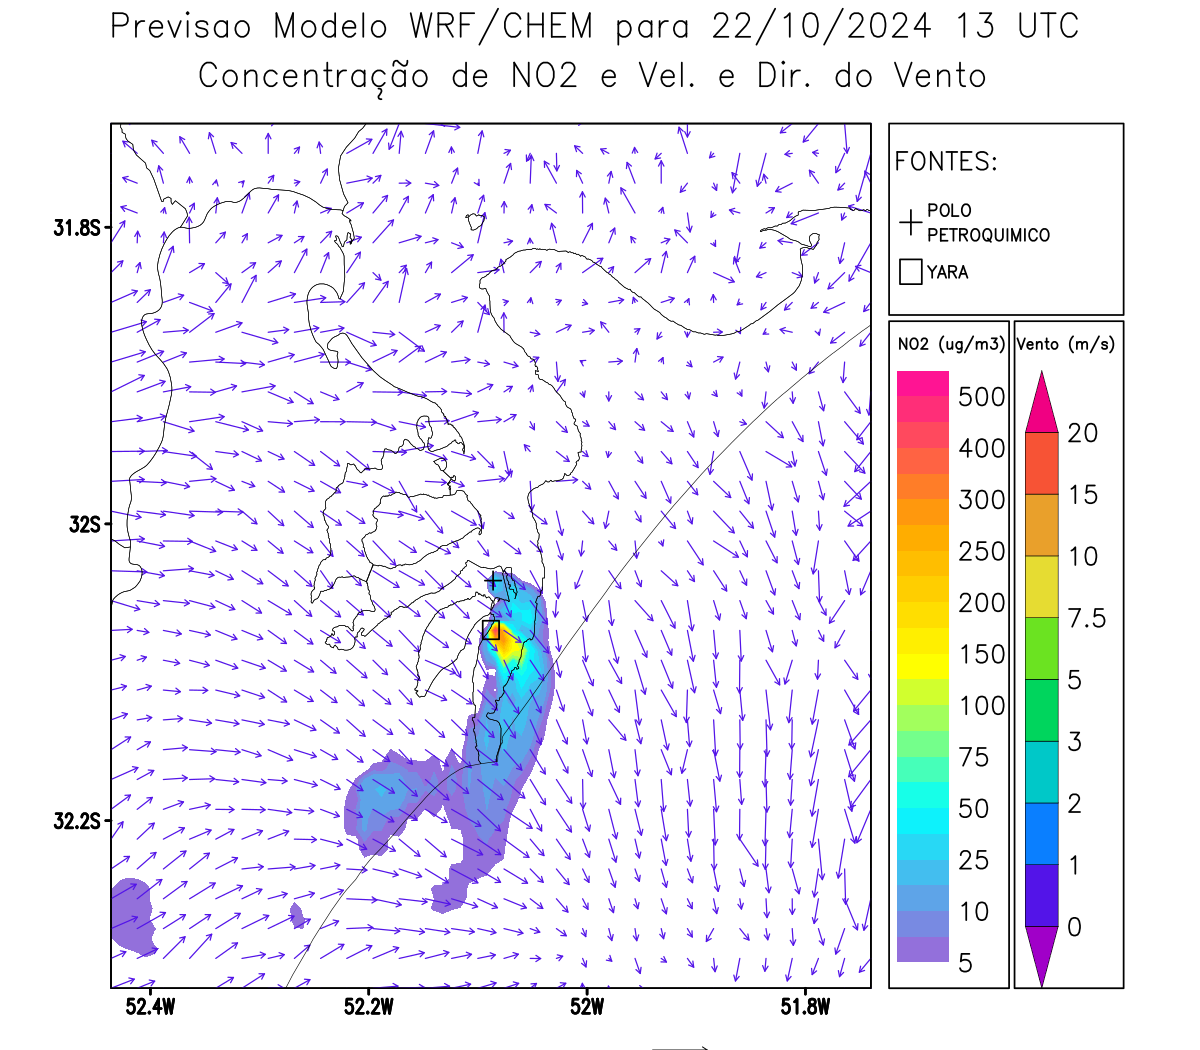 Previsao Modelo WRF/CHEM para 22/10/2024 13 UTC
Concentração de NO2 e Vel. e Dir. do Vento
FONTES:
POLO
PETROQUIMICO
YARA
NO2 (ug/m3)
500
400
300
250
200
150
100
75
50
25
10
5
Vento (m/s)
20
15
10
7.5
5
3
2
1
0
31.8S
32S
32.2S
52.4W
52.2W
52W
51.8W